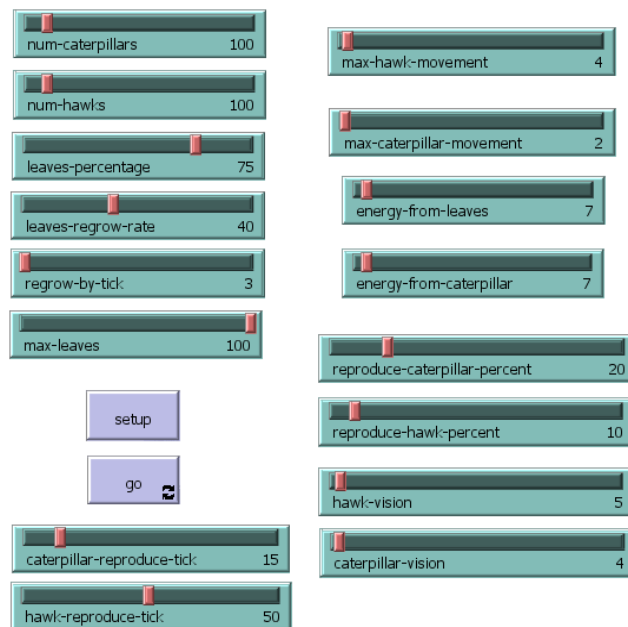 num-caterpillars 100
num-hawks 100
leaves-percentage 75
leaves-regrow-rate 40
regrow-by-tick 3
max-leaves 100
setup
go
caterpillar-reproduce-tick 15
hawk-reproduce-tick 50
max-hawk-movement 4
max-caterpillar-movement 2
energy-from-leaves 7
energy-from-caterpillar 7
reproduce-caterpillar-percent 20
reproduce-hawk-percent 10
hawk-vision 5
caterpillar-vision 4